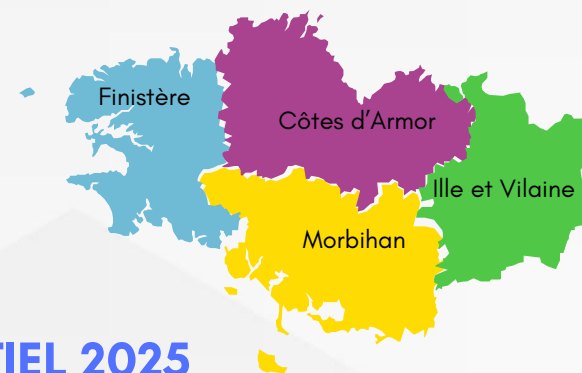 Finistère
Côtes d'Armor
Ille et Vilaine
Morbihan
TIEL 2025